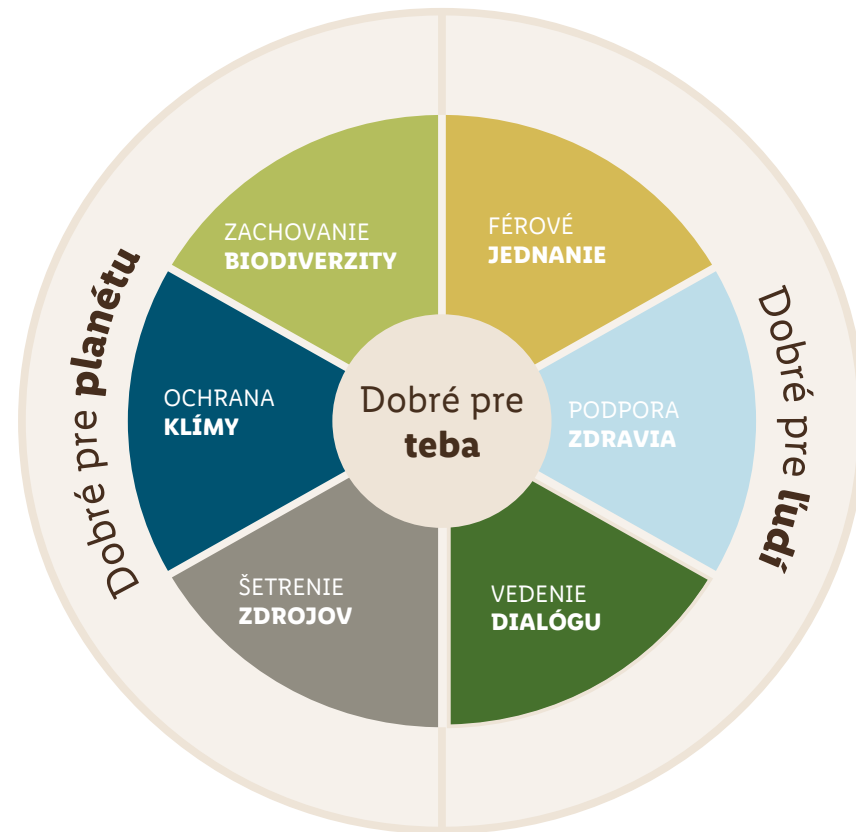 ZACHOVANIE
BIODIVERZITY
FÉROVÉ
JEDNANIE
Dobré pre planétu
OCHRANA
KLÍMY
Dobré pre
teba
PODPORA
ZDRAVIA
Dobré pre ľudí
ŠETRENIE
ZDROJOV
VEDENIE
DIALÓGU